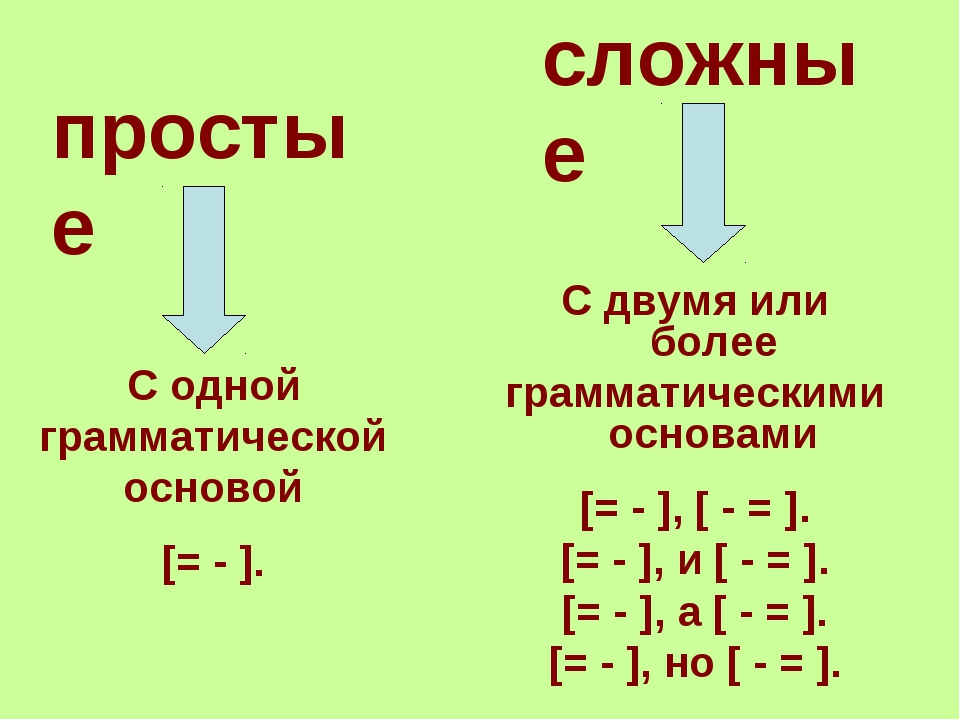 просты
е
С одной
грамматической
основой
[= - ].
сложны
е
С двумя или
более
грамматическими
основами
[= - ], [ - = ].
[= - ], и [ - = ].
[= - ], а [ - = ].
[= - ], но [ - = ].